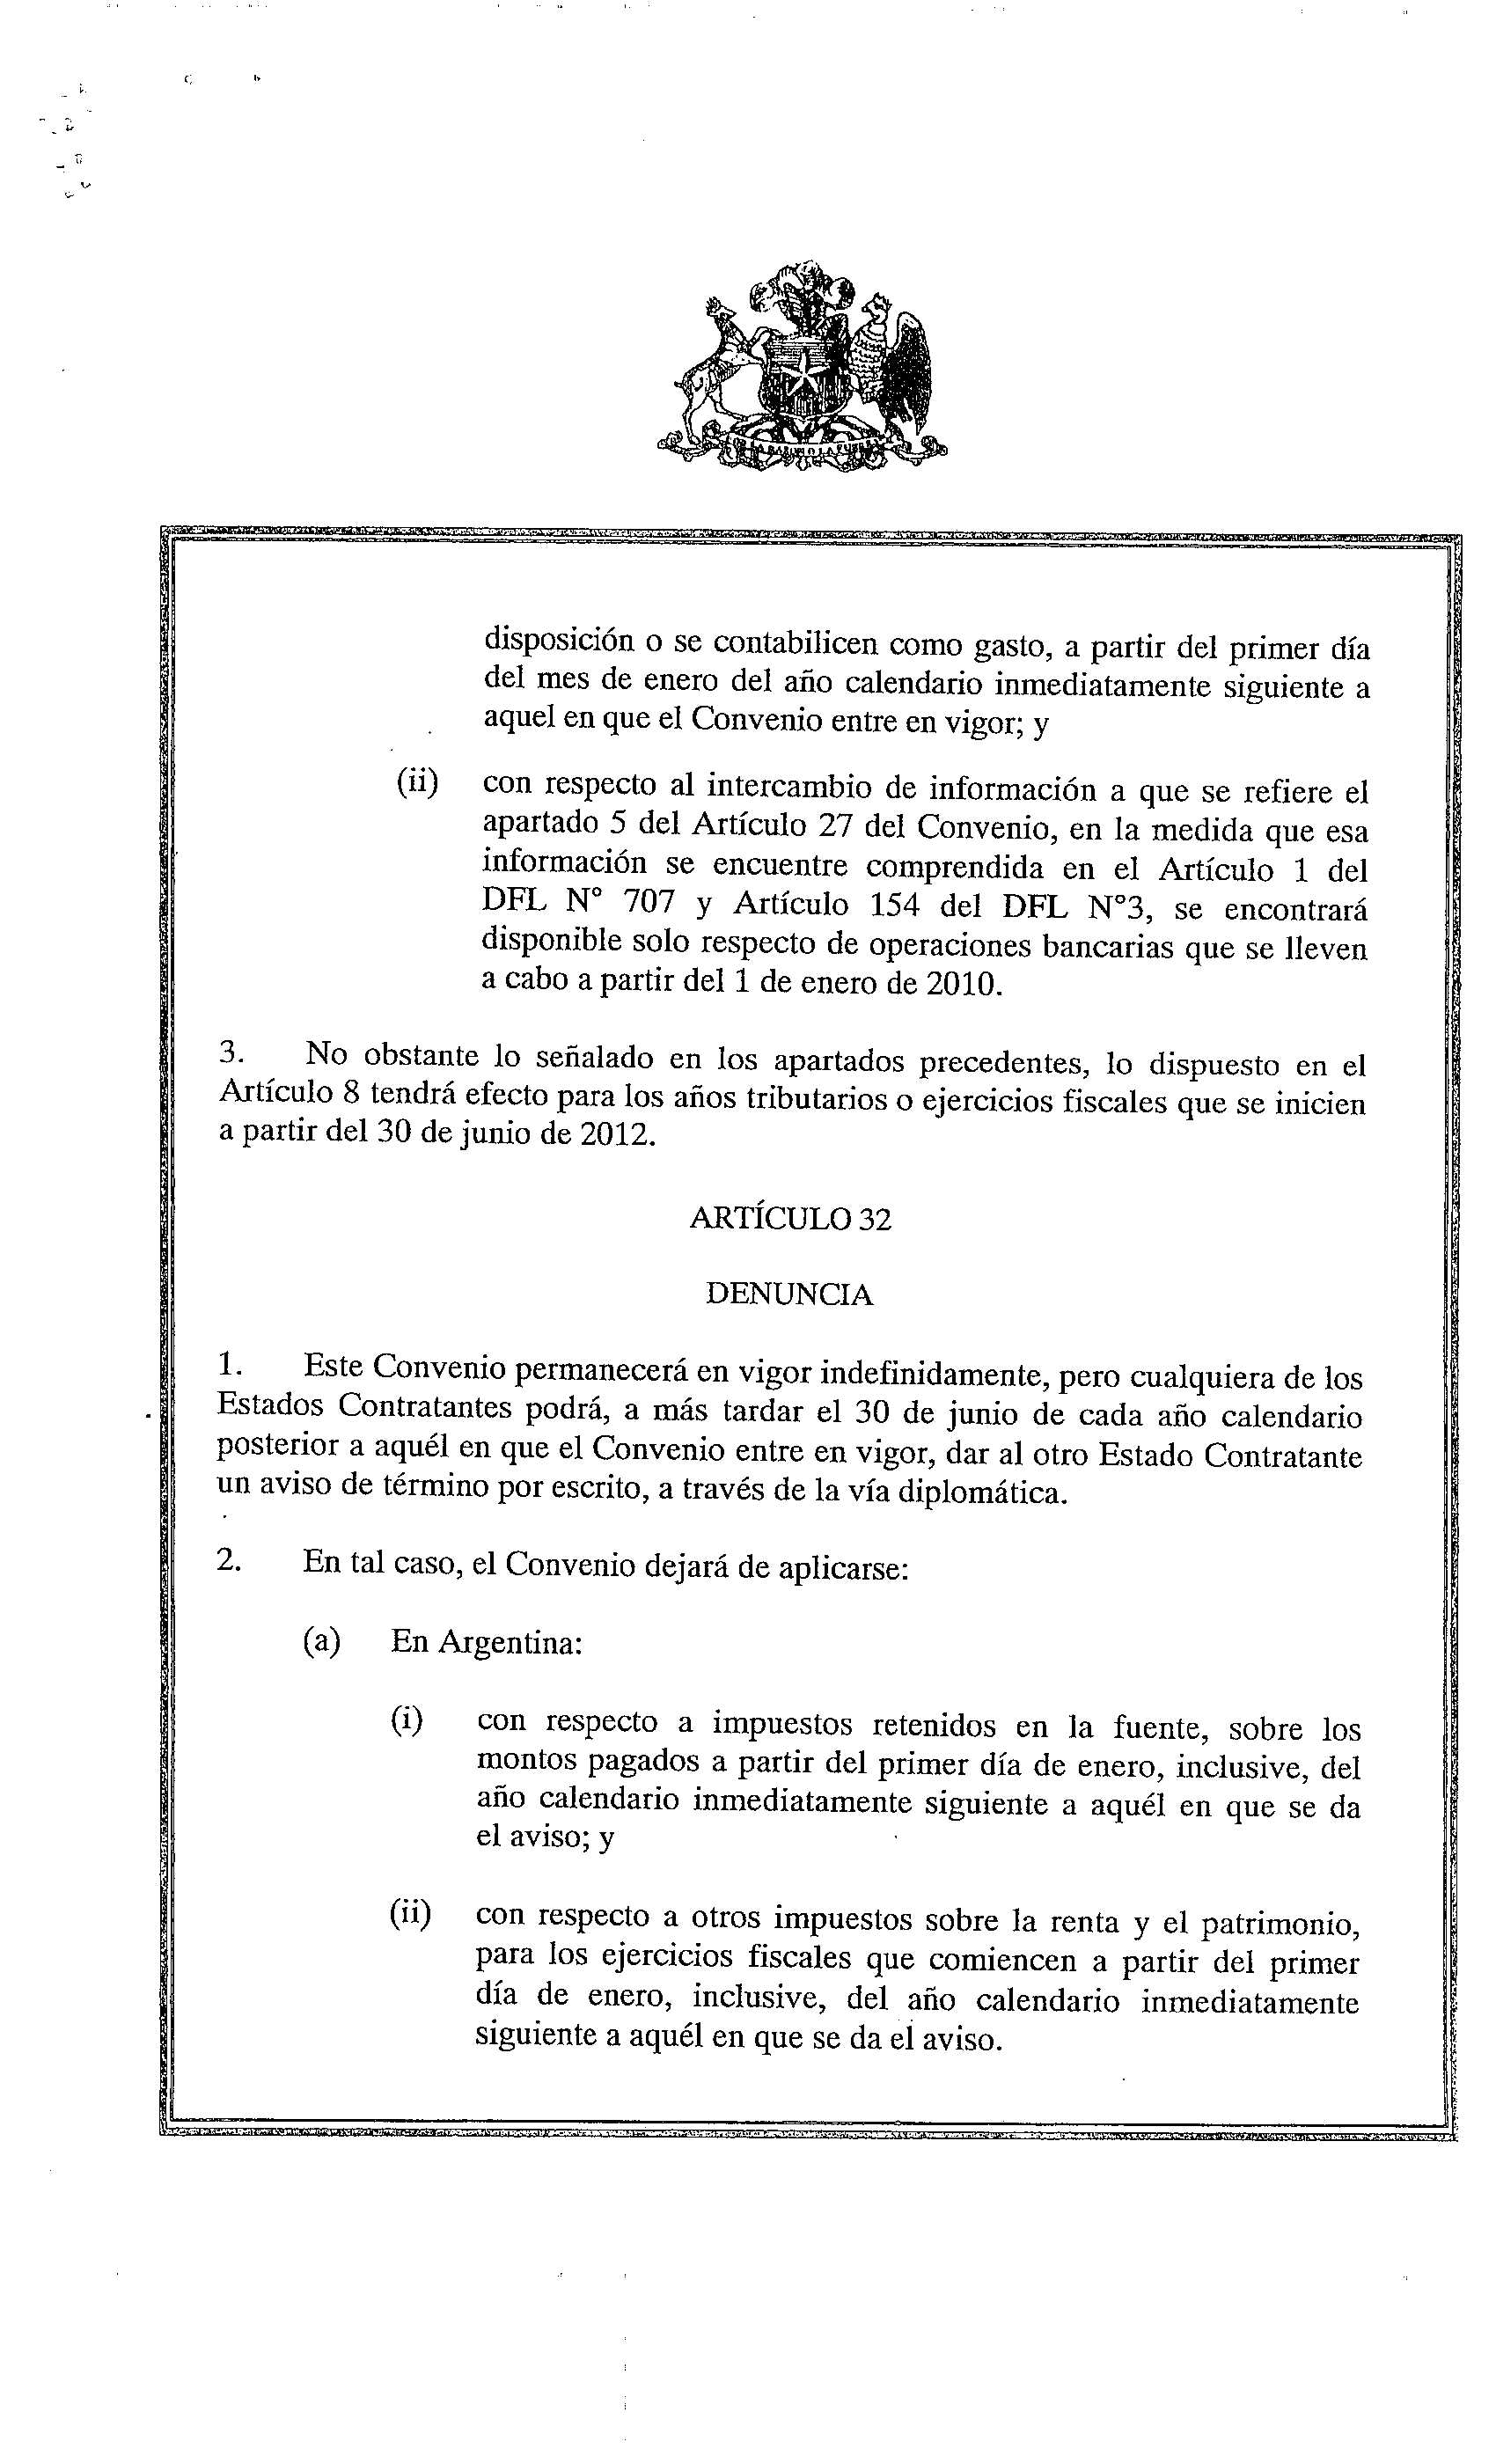 disposición o se contabilicen como gasto, a partir del primer día
del mes de enero del año calendario inmediatamente siguiente a
aquel en que el Convenio entre en vigor; y
(ii) con respecto al intercambio de información a que se refiere el
apartado 5 del Artículo 27 del Convenio, en la medida que esa
información se encuentre comprendida en el Artículo 1 del
DFL N° 707 y Artículo 154 del DFL N°3, se encontrará
disponible solo respecto de operaciones bancarias que se lleven
a cabo a partir del 1 de enero de 2010.
3. No obstante lo señalado en los apartados precedentes, lo dispuesto en el
Artículo 8 tendrá efecto para los años tributarios o ejercicios fiscales que se inicien
a partir del 30 de junio de 2012.
ARTÍCULO 32
DENUNCIA
1. Este Convenio permanecerá en vigor indefinidamente, pero cualquiera de los
Estados Contratantes podrá, a más tardar el 30 de junio de cada año calendario
posterior a aquél en que el Convenio entre en vigor, dar al otro Estado Contratante
un aviso de término por escrito, a través de la vía diplomática.
2. En tal caso, el Convenio dejará de aplicarse:
(a) En Argentina:
(i) con respecto a impuestos retenidos en la fuente, sobre los
montos pagados a partir del primer día de enero, inclusive, del
año calendario inmediatamente siguiente a aquél en que se da
el aviso; y
(ii) con respecto a otros impuestos sobre la renta y el patrimonio,
para los ejercicios fiscales que comiencen a partir del primer
día de enero, inclusive, del año calendario inmediatamente
siguiente a aquél en que se da el aviso.